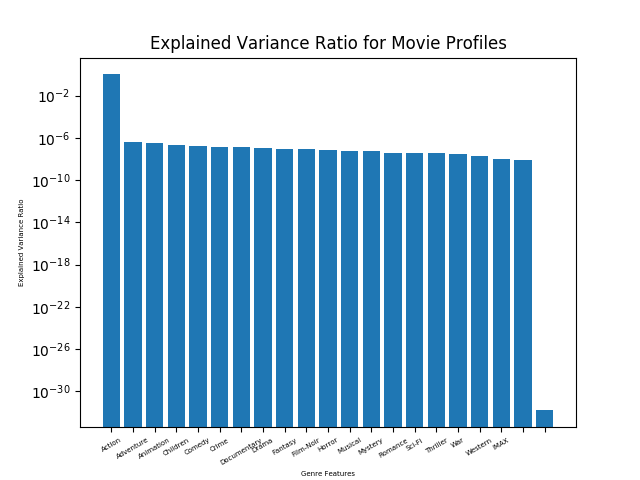 Explained Variance Ratio for Movie Profiles
10^-2
10^-6
10^-10
10^-14
10^-18
10^-22
10^-26
10^-30
Explained Variance Ratio
Action
Adventure
Animation
Children
Comedy
Crime
Documentary
Drama
Fantasy
Film-Noir
Horror
Musical
Mystery
Romance
Sci-Fi
Thriller
War
Western
IMAX
Genre Features